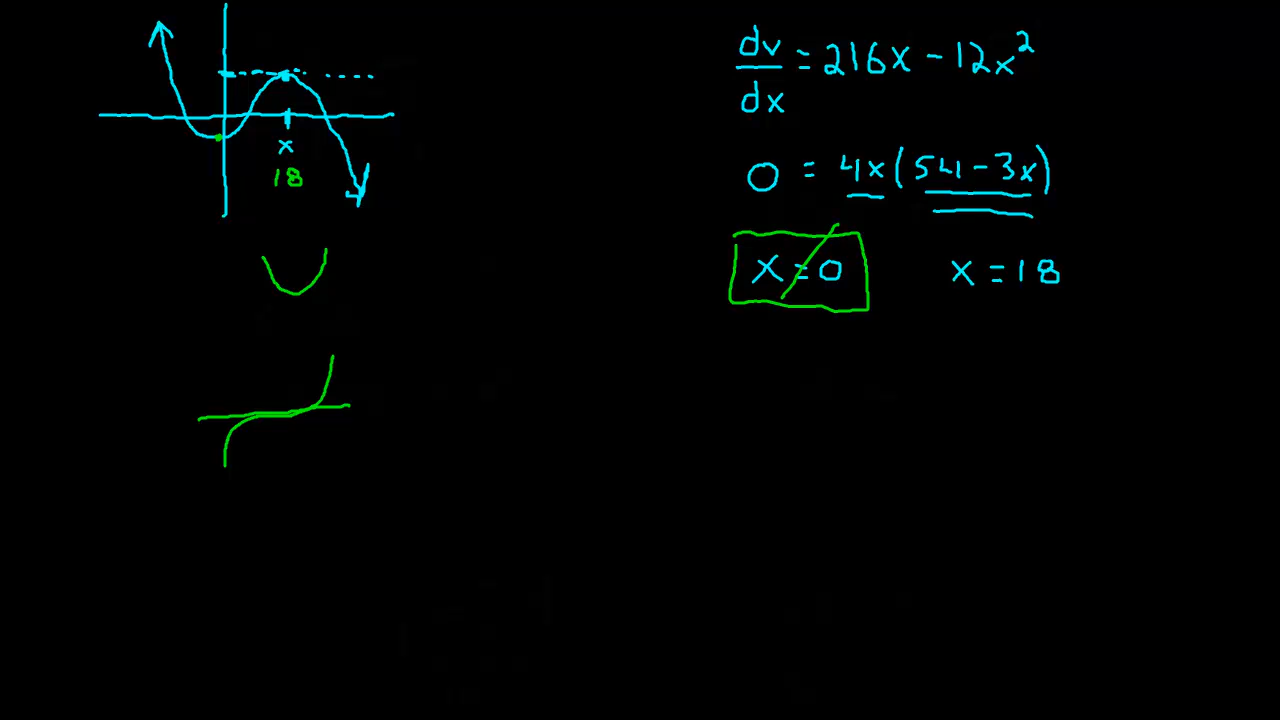 x
18
dv/dx = 216x - 12x²
0 = 4x(54-3x)
x = 0
x = 18